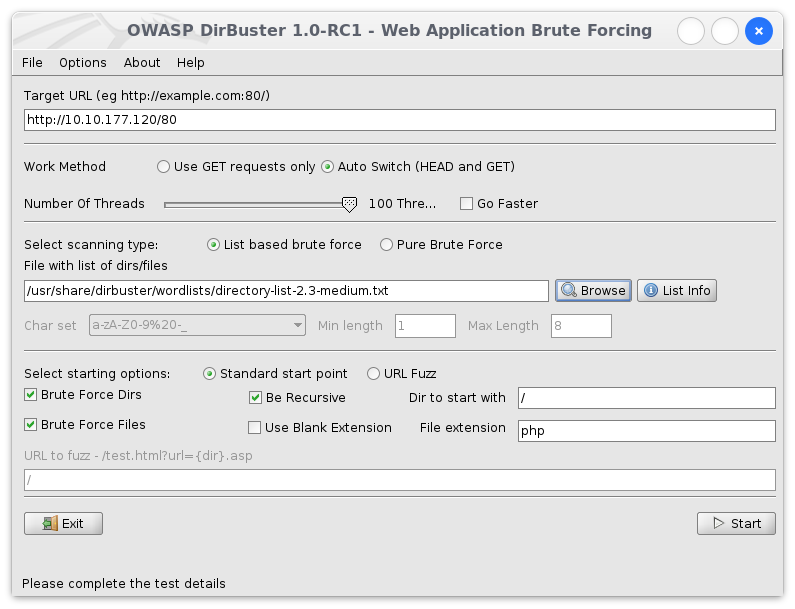 OWASP DirBuster 1.0-RC1 - Web Application Brute Forcing
File Options About Help
Target URL (eg http://example.com:80/)
http://10.10.177.120/80
Work Method Use GET requests only Auto Switch (HEAD and GET)
Number Of Threads 100 Thre... Go Faster
Select scanning type: List based brute force Pure Brute Force
File with list of dirs/files
/usr/share/dirbuster/wordlists/directory-list-2.3-medium.txt Browse List Info
Char set a-zA-Z0-9%20-_ Min length 1 Max Length 8
Select starting options: Standard start point URL Fuzz
Brute Force Dirs Be Recursive Dir to start with /
Brute Force Files Use Blank Extension File extension php
URL to fuzz - /test.html?url={dir}.asp
/
Exit Start
Please complete the test details